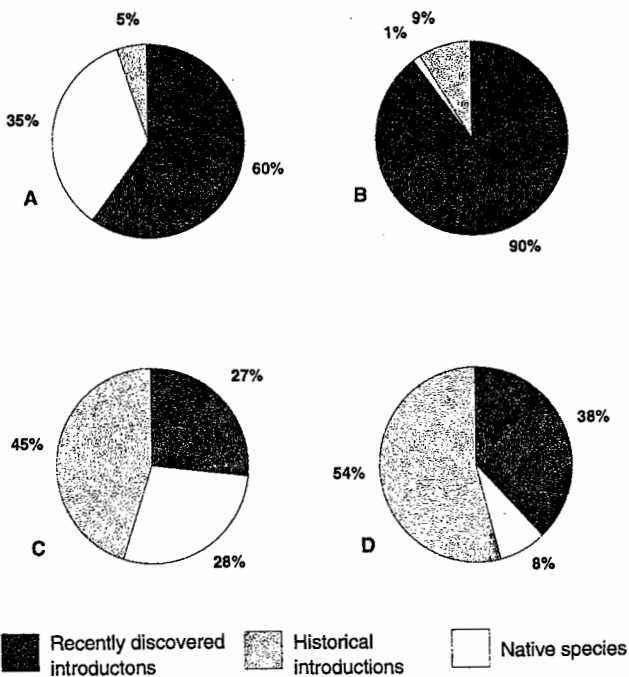 5%
35%
60%
A
9%
1%
B
90%
27%
45%
C
28%
38%
54%
D
8%
Recently discovered
introductons
Historical
introductions
Native species